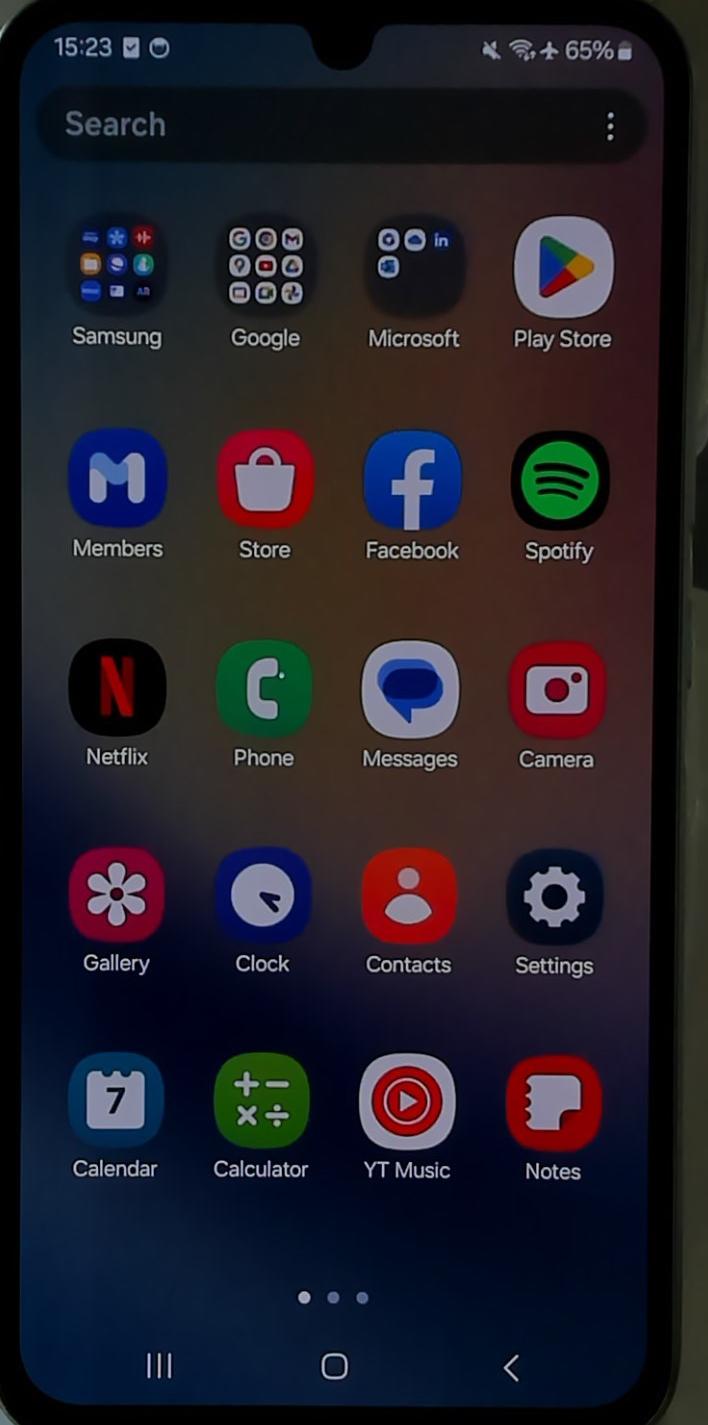 15:23 65%
Search
Samsung Google Microsoft Play Store
Members Store Facebook Spotify
Netflix Phone Messages Camera
Gallery Clock Contacts Settings
7
Calendar Calculator YT Music Notes